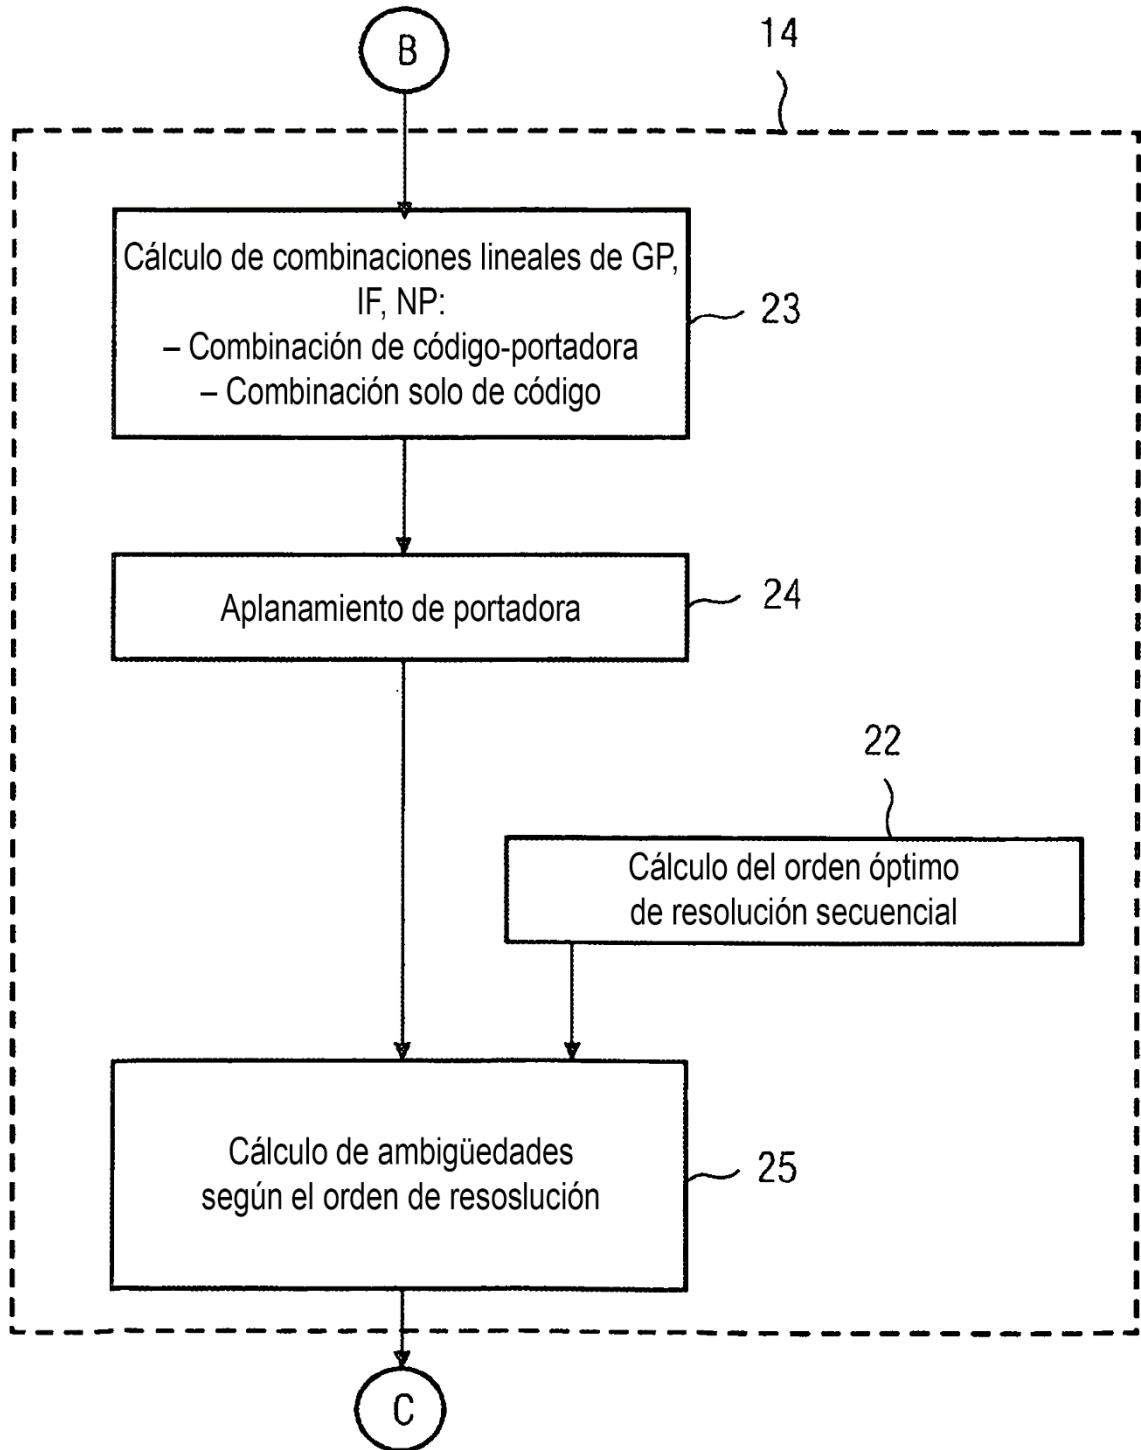 B
14
Cálculo de combinaciones lineales de GP,
IF, NP:
– Combinación de código-portadora
– Combinación solo de código
23
Aplanamiento de portadora
24
22
Cálculo del orden óptimo
de resolución secuencial
Cálculo de ambigüedades
según el orden de resoslución
25
C